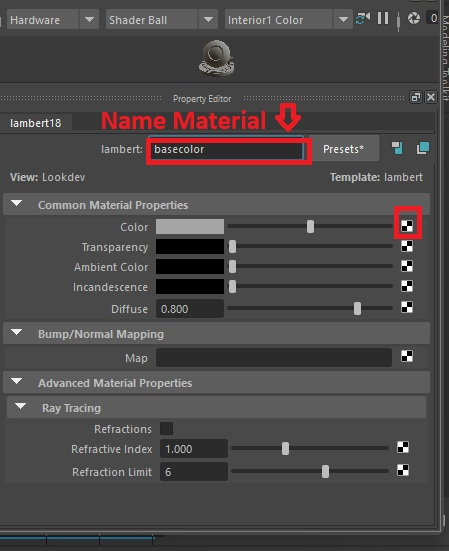 Hardware Shader Ball Interior1 Color 0
Property Editor
lambert18
Name Material
lambert: basecolor Presets*
View: Lookdev Template: lambert
Common Material Properties
Color
Transparency
Ambient Color
Incandescence
Diffuse 0.800
Bump/Normal Mapping
Map
Advanced Material Properties
Ray Tracing
Refractions
Refractive Index 1.000
Refraction Limit 6
Modeling Toolkit